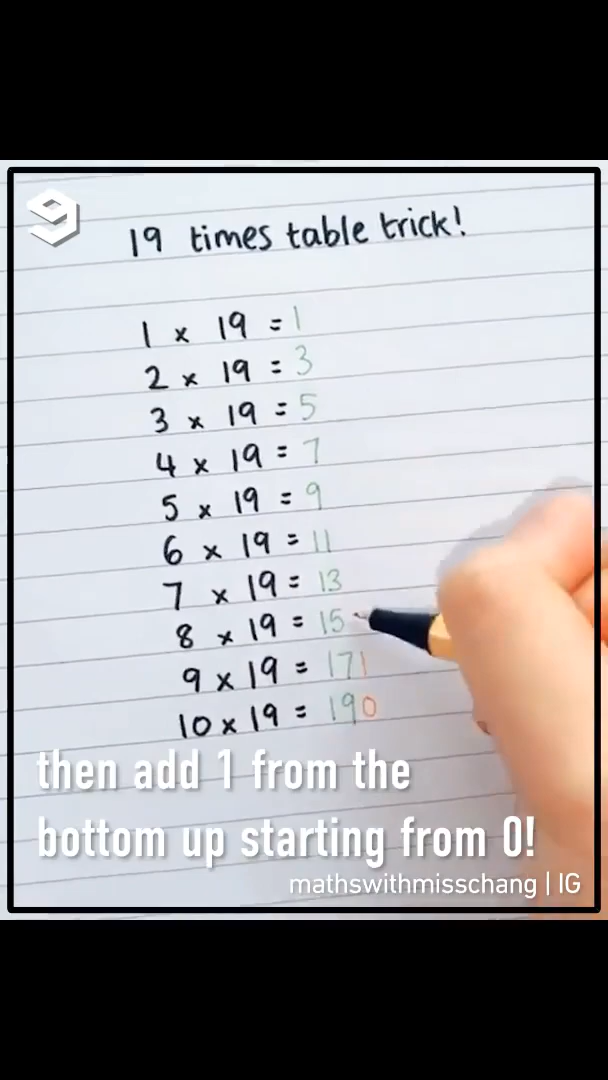 9
19 times table trick!
1 x 19 = 1
2 x 19 = 3
3 x 19 = 5
4 x 19 = 7
5 x 19 = 9
6 x 19 = 11
7 x 19 = 13
8 x 19 = 15
9 x 19 = 171
10 x 19 = 190
then add 1 from the
bottom up starting from 0!
mathswithmisschang | IG